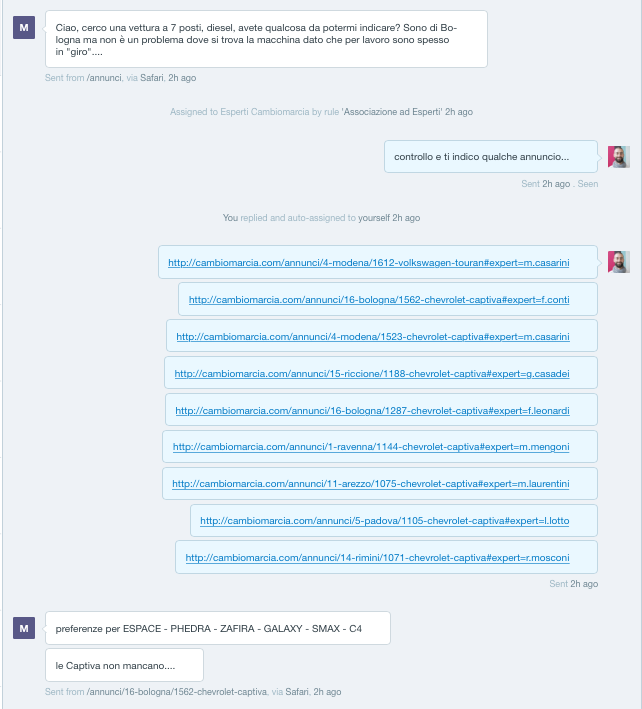 M
Ciao, cerco una vettura a 7 posti, diesel, avete qualcosa da potermi indicare? Sono di Bo-
logna ma non è un problema dove si trova la macchina dato che per lavoro sono spesso
in "giro"....
Sent from /annunci, via Safari. 2h ago
Assigned to Esperti Cambiomarcia by rule 'Associazione ad Esperti' 2h ago
controllo e ti indico qualche annuncio...
Sent 2h ago . Seen
You replied and auto-assigned to yourself 2h ago
http://cambiomarcia.com/annunci/4-modena/1612-volkswagen-touran#expert=m.casarini
http://cambiomarcia.com/annunci/16-bologna/1562-chevrolet-captiva#expert=f.conti
http://cambiomarcia.com/annunci/4-modena/1523-chevrolet-captiva#expert=m.casarini
http://cambiomarcia.com/annunci/15-riccione/1188-chevrolet-captiva#expert=g.casadei
http://cambiomarcia.com/annunci/16-bologna/1287-chevrolet-captiva#expert=f.leonardi
http://cambiomarcia.com/annunci/1-ravenna/1144-chevrolet-captiva#expert=m.mengoni
http://cambiomarcia.com/annunci/11-arezzo/1075-chevrolet-captiva#expert=m.laurentini
http://cambiomarcia.com/annunci/5-padova/1105-chevrolet-captiva#expert=l.lotto
http://cambiomarcia.com/annunci/14-rimini/1071-chevrolet-captiva#expert=r.mosconi
Sent 2h ago
M
preferenze per ESPACE - PHEDRA - ZAFIRA - GALAXY - SMAX - C4
le Captiva non mancano....
Sent from /annunci/16-bologna/1562-chevrolet-captiva, via Safari, 2h ago